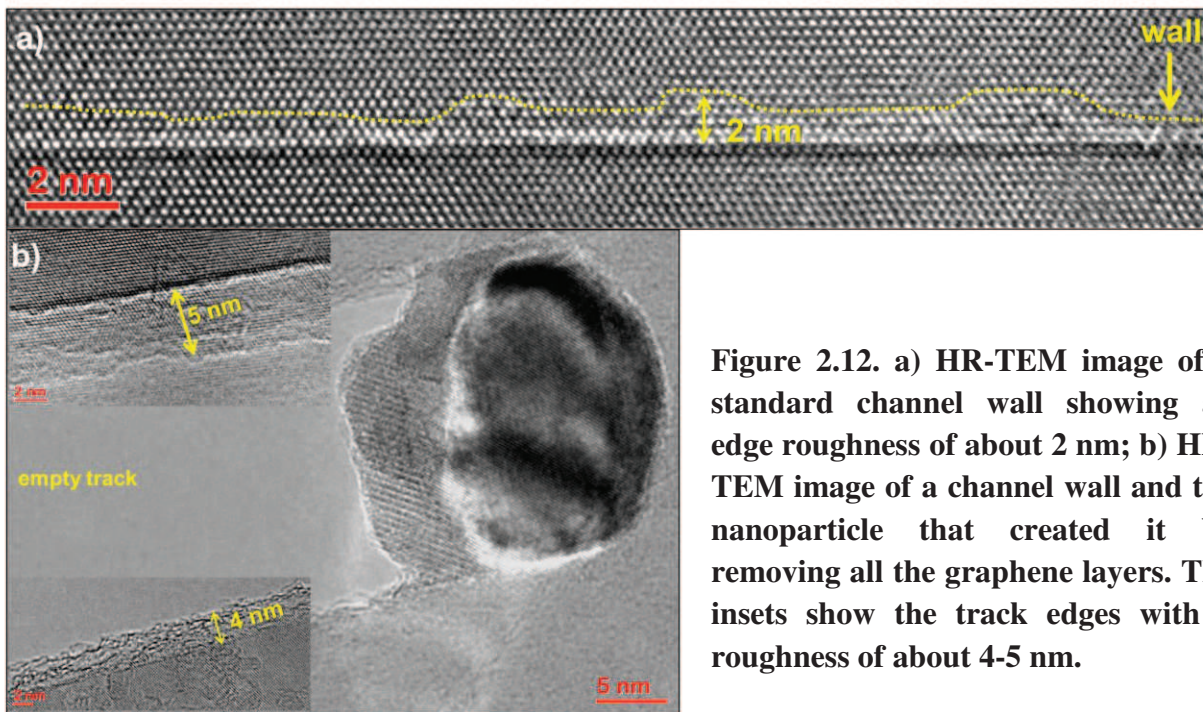 a)
wall
2 nm
2 nm
b)
5 nm
2 nm
empty track
4 nm
5 nm
Figure 2.12. a) HR-TEM image of
standard channel wall showing
edge roughness of about 2 nm; b)
TEM image of a channel wall and
nanoparticle that created it
removing all the graphene layers.
insets show the track edges with
roughness of about 4-5 nm.